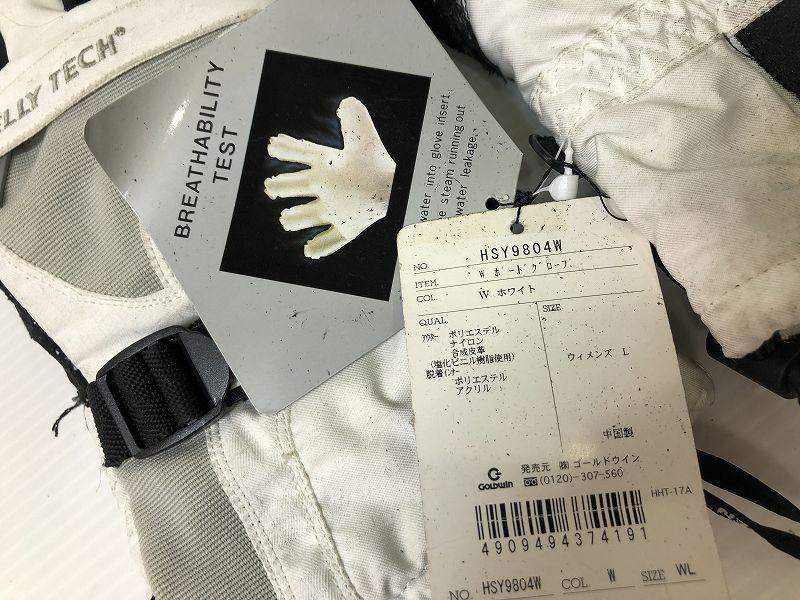 ELLY TECH®
BREATHABILITY
TEST
water into glove insert.
e steam running out
water leakage.
NO. HSY9804W
ITEM. W ボードグローブ
COL. W ホワイト
QUAL. SIZE
アウター ポリエステル
ナイロン
合成皮革
(塩化ビニル樹脂使用)
脱着インナー
ポリエステル
アクリル
ウィメンズ L
中国製
GOLDWIN
発売元 ㈱ ゴールドウイン
(0120)-307-560
HHT-17A
4909494374191
NO. HSY9804W COL. W SIZE WL